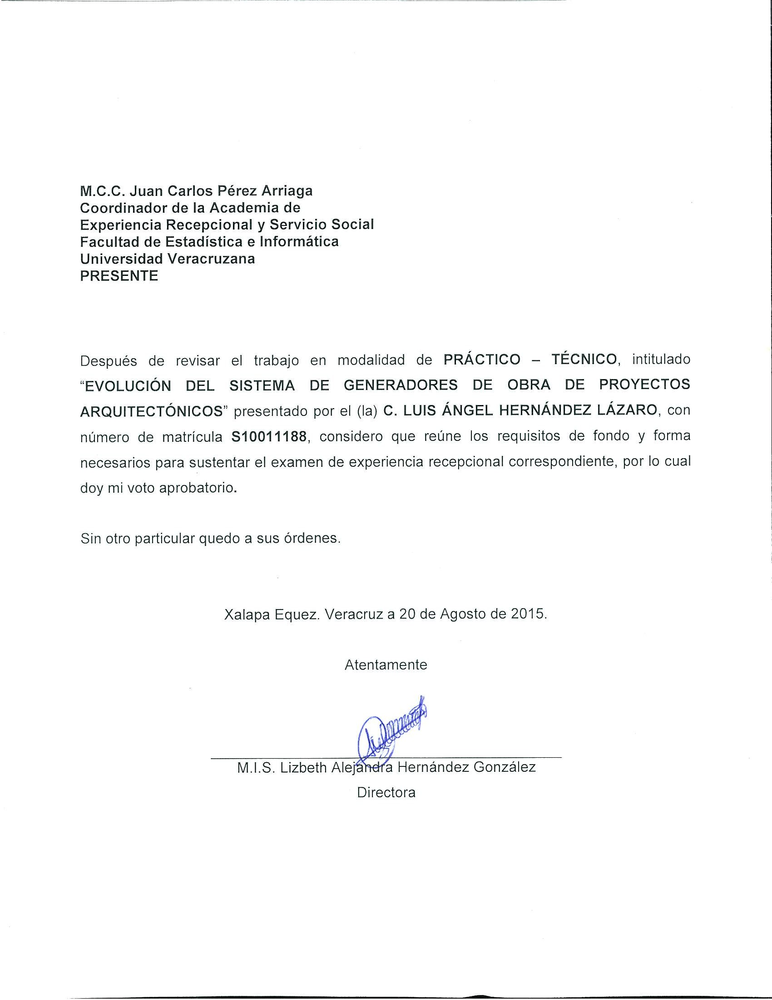 M.C.C. Juan Carlos Pérez Arriaga
Coordinador de la Academia de
Experiencia Recepcional y Servicio Social
Facultad de Estadística e Informática
Universidad Veracruzana
PRESENTE
Después de revisar el trabajo en modalidad de PRÁCTICO – TÉCNICO, intitulado
“EVOLUCIÓN DEL SISTEMA DE GENERADORES DE OBRA DE PROYECTOS
ARQUITECTÓNICOS” presentado por el (la) C. LUIS ÁNGEL HERNÁNDEZ LÁZARO, con
número de matrícula S10011188, considero que reúne los requisitos de fondo y forma
necesarios para sustentar el examen de experiencia recepcional correspondiente, por lo cual
doy mi voto aprobatorio.
Sin otro particular quedo a sus órdenes.
Xalapa Equez. Veracruz a 20 de Agosto de 2015.
Atentamente
M.I.S. Lizbeth Alejandra Hernández González
Directora